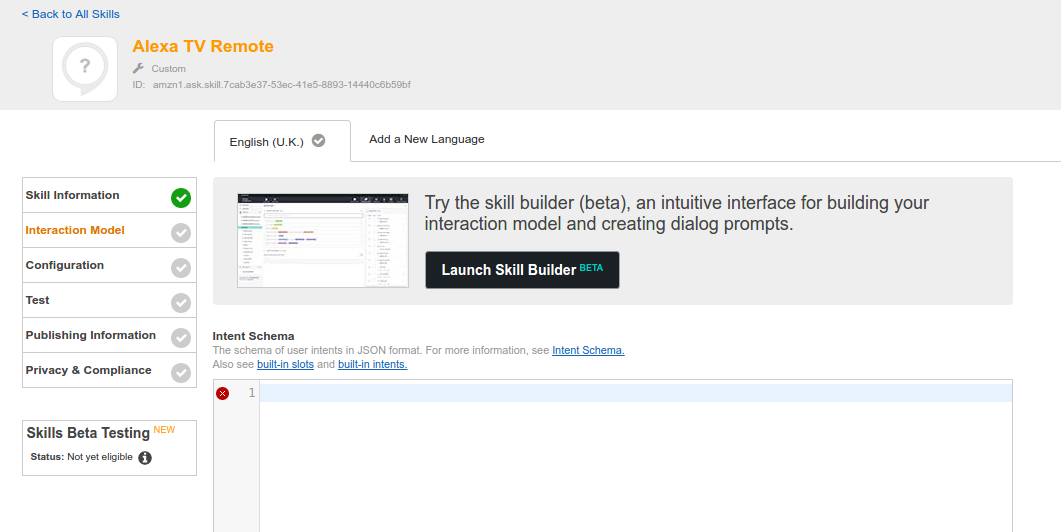 < Back to All Skills
?
Alexa TV Remote
Custom
ID: amzn1.ask.skill.7cab3e37-53ec-41e5-8893-14440c6b59bf
English (U.K.)
Add a New Language
Skill Information
Interaction Model
Configuration
Test
Publishing Information
Privacy & Compliance
Skills Beta Testing NEW
Status: Not yet eligible
Try the skill builder (beta), an intuitive interface for building your
interaction model and creating dialog prompts.
Launch Skill Builder BETA
Intent Schema
The schema of user intents in JSON format. For more information, see Intent Schema.
Also see built-in slots and built-in intents.
1